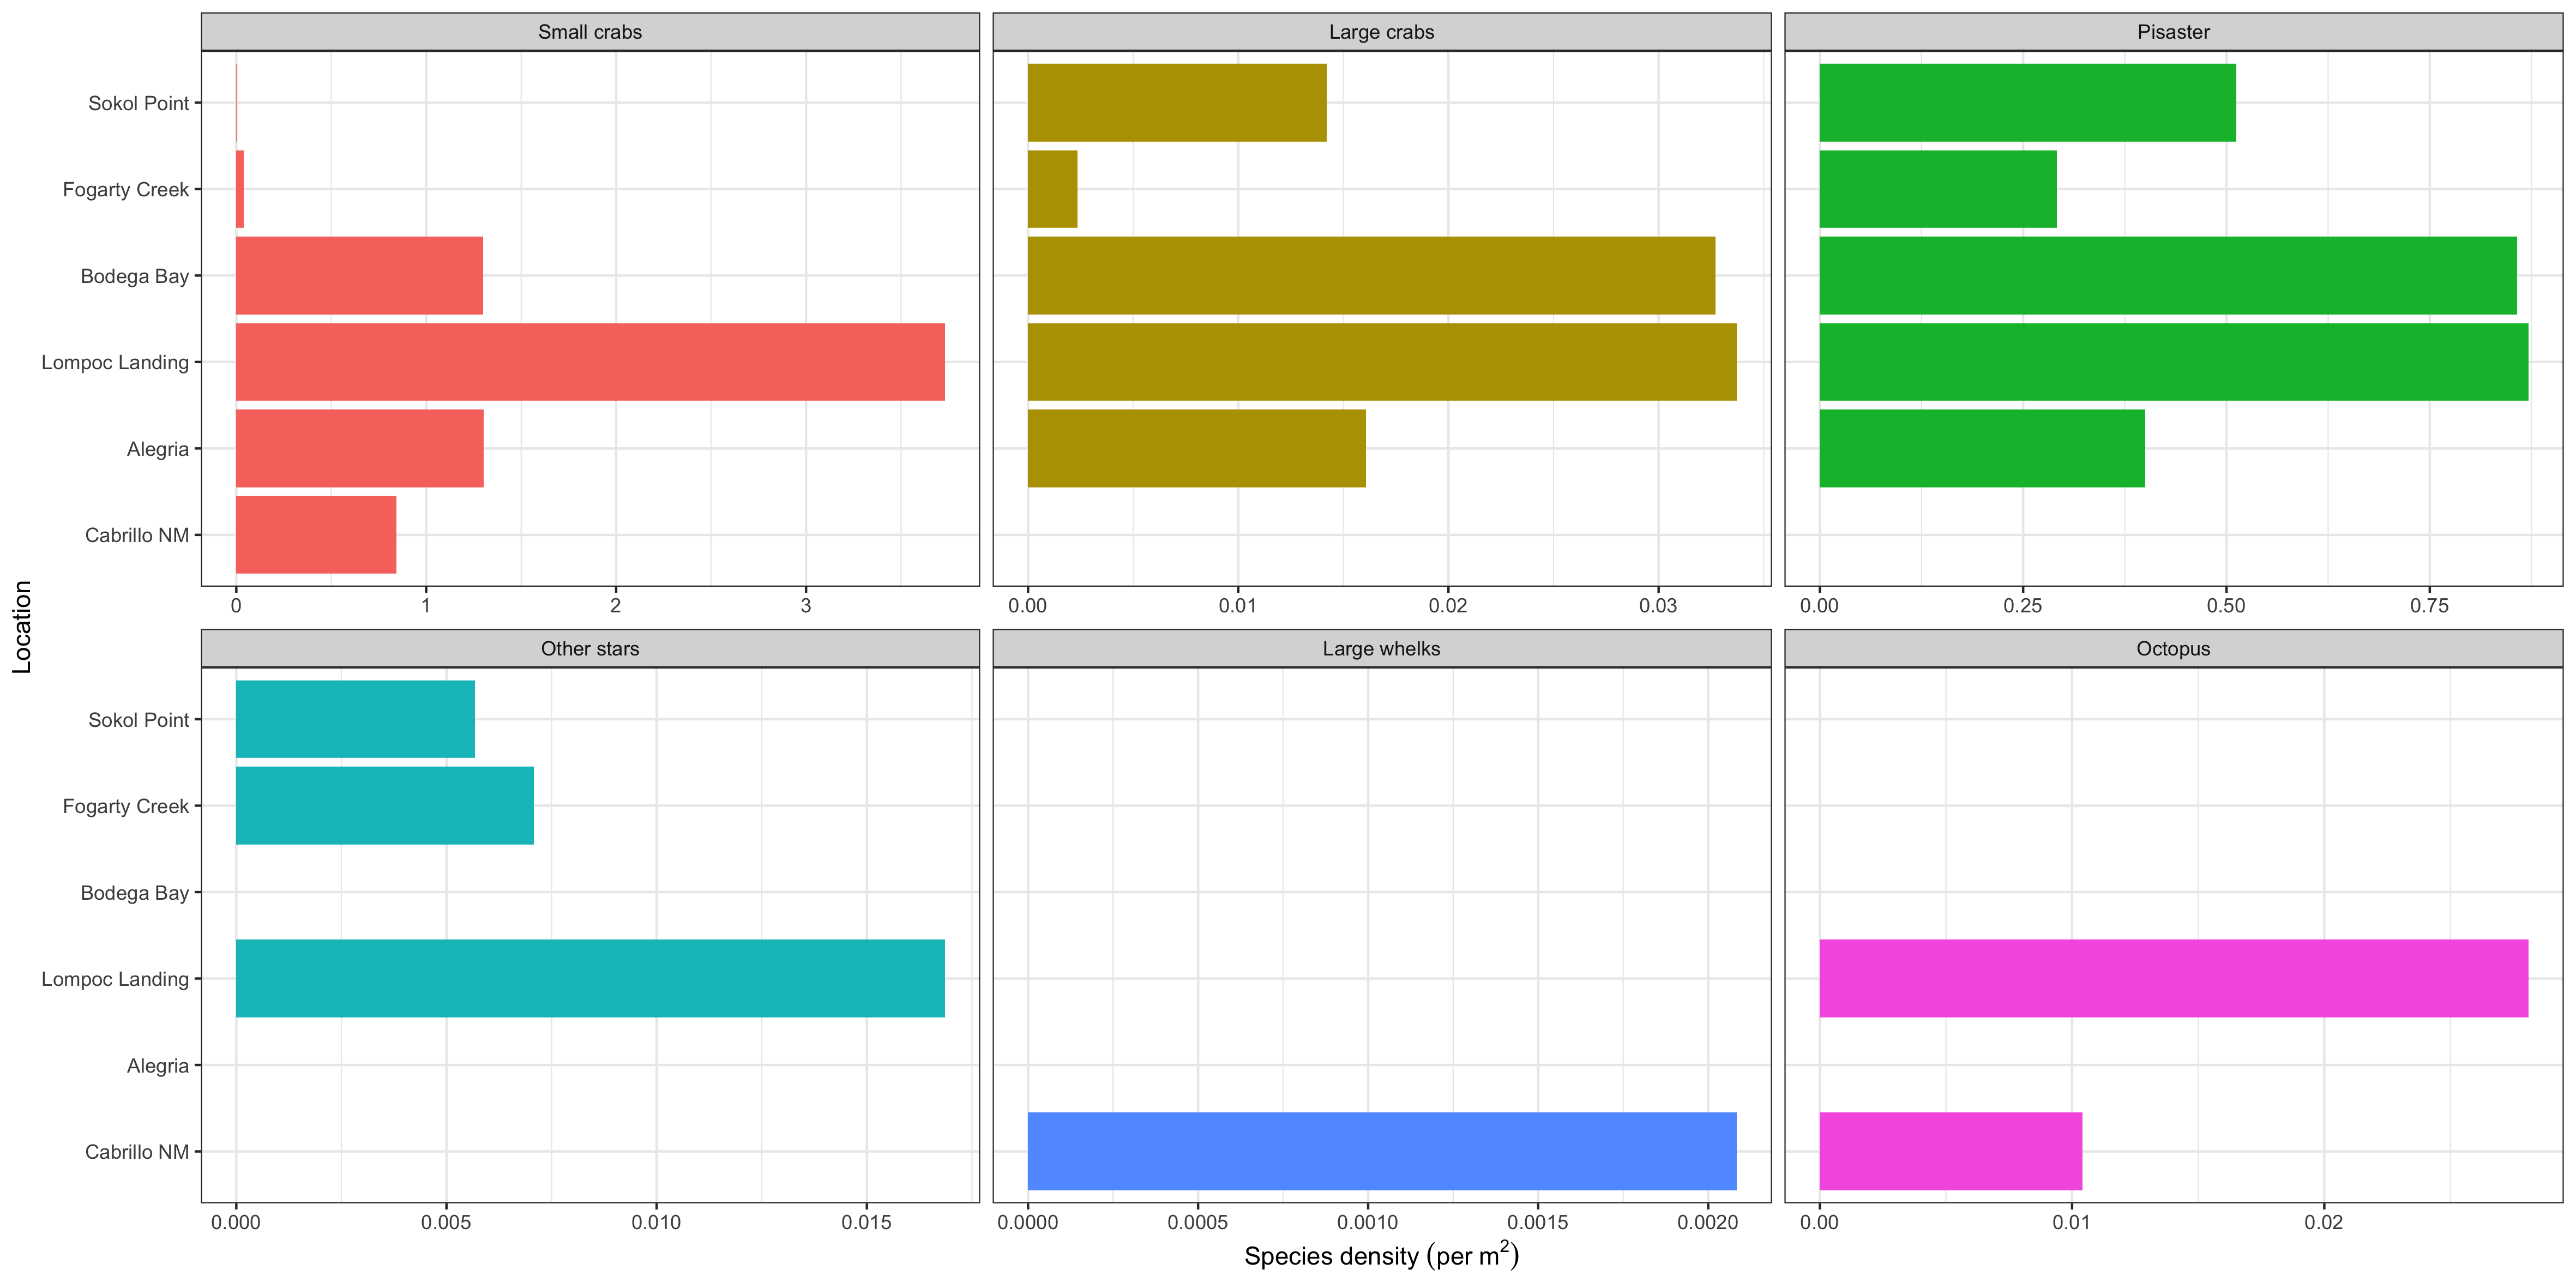 Small crabs
Large crabs
Pisaster
Sokol Point
Fogarty Creek
Bodega Bay
Lompoc Landing
Alegria
Cabrillo NM
0 1 2 3
0.00 0.01 0.02 0.03
0.00 0.25 0.50 0.75
Location
Other stars
Large whelks
Octopus
Sokol Point
Fogarty Creek
Bodega Bay
Lompoc Landing
Alegria
Cabrillo NM
0.000 0.005 0.010 0.015
0.0000 0.0005 0.0010 0.0015 0.0020
0.00 0.01 0.02
Species density (per m²)